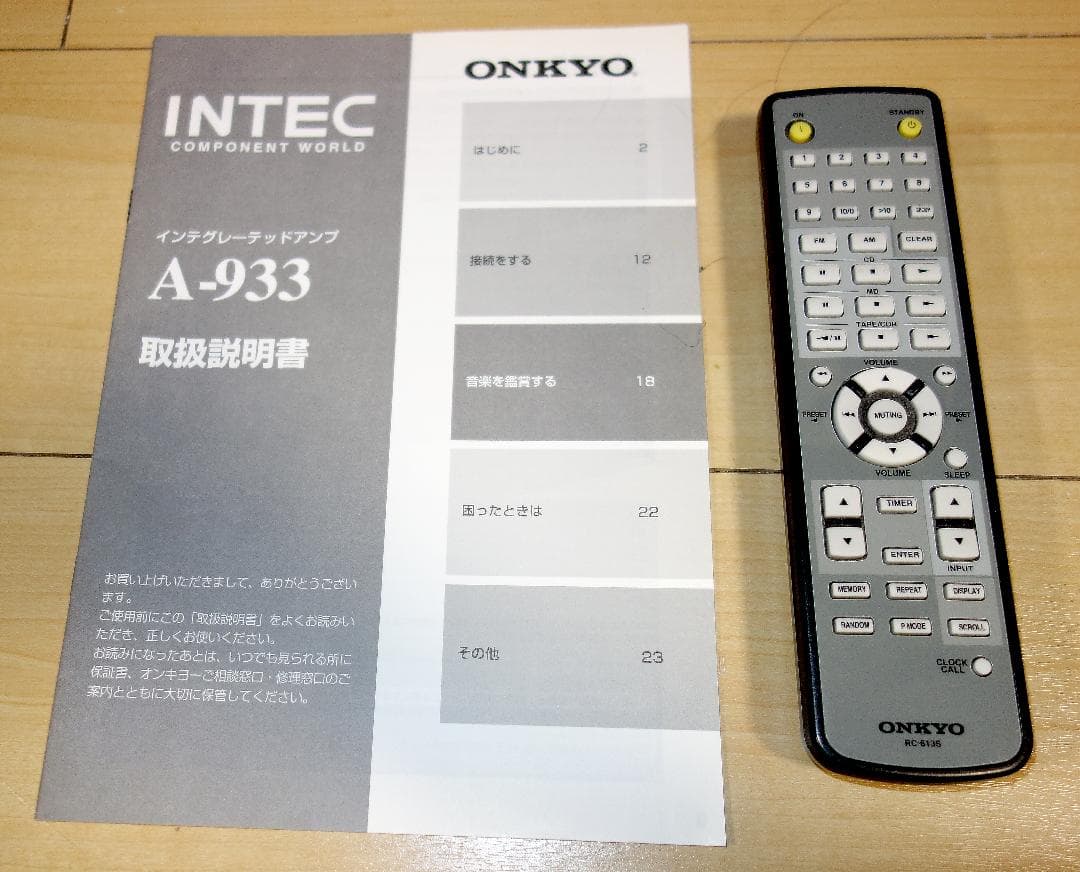 INTEC
COMPONENT WORLD
インテグレーテッドアンプ
A-933
取扱説明書
お買い上げいただきまして、ありがとうござい
ます。
ご使用前にこの「取扱説明書」をよくお読みい
ただき、正しくお使いください。
お読みになったあとは、いつでも見られる所に
保証書、オンキヨーご相談窓口・修理窓口のご
案内とともに大切に保管してください。
ONKYO
はじめに 2
接続をする 12
音楽を鑑賞する 18
困ったときは 22
その他 23
ON STANDBY
1 2 3 4
5 6 7 8
9 10/0 >10
FM AM CLEAR
CD
MD
TAPE/CDR
VOLUME
PRESET MUTING PRESET
VOLUME
SLEEP
TIMER
ENTER
INPUT
MEMORY REPEAT DISPLAY
RANDOM P.MODE SCROLL
CLOCK
CALL
ONKYO
RC-613S